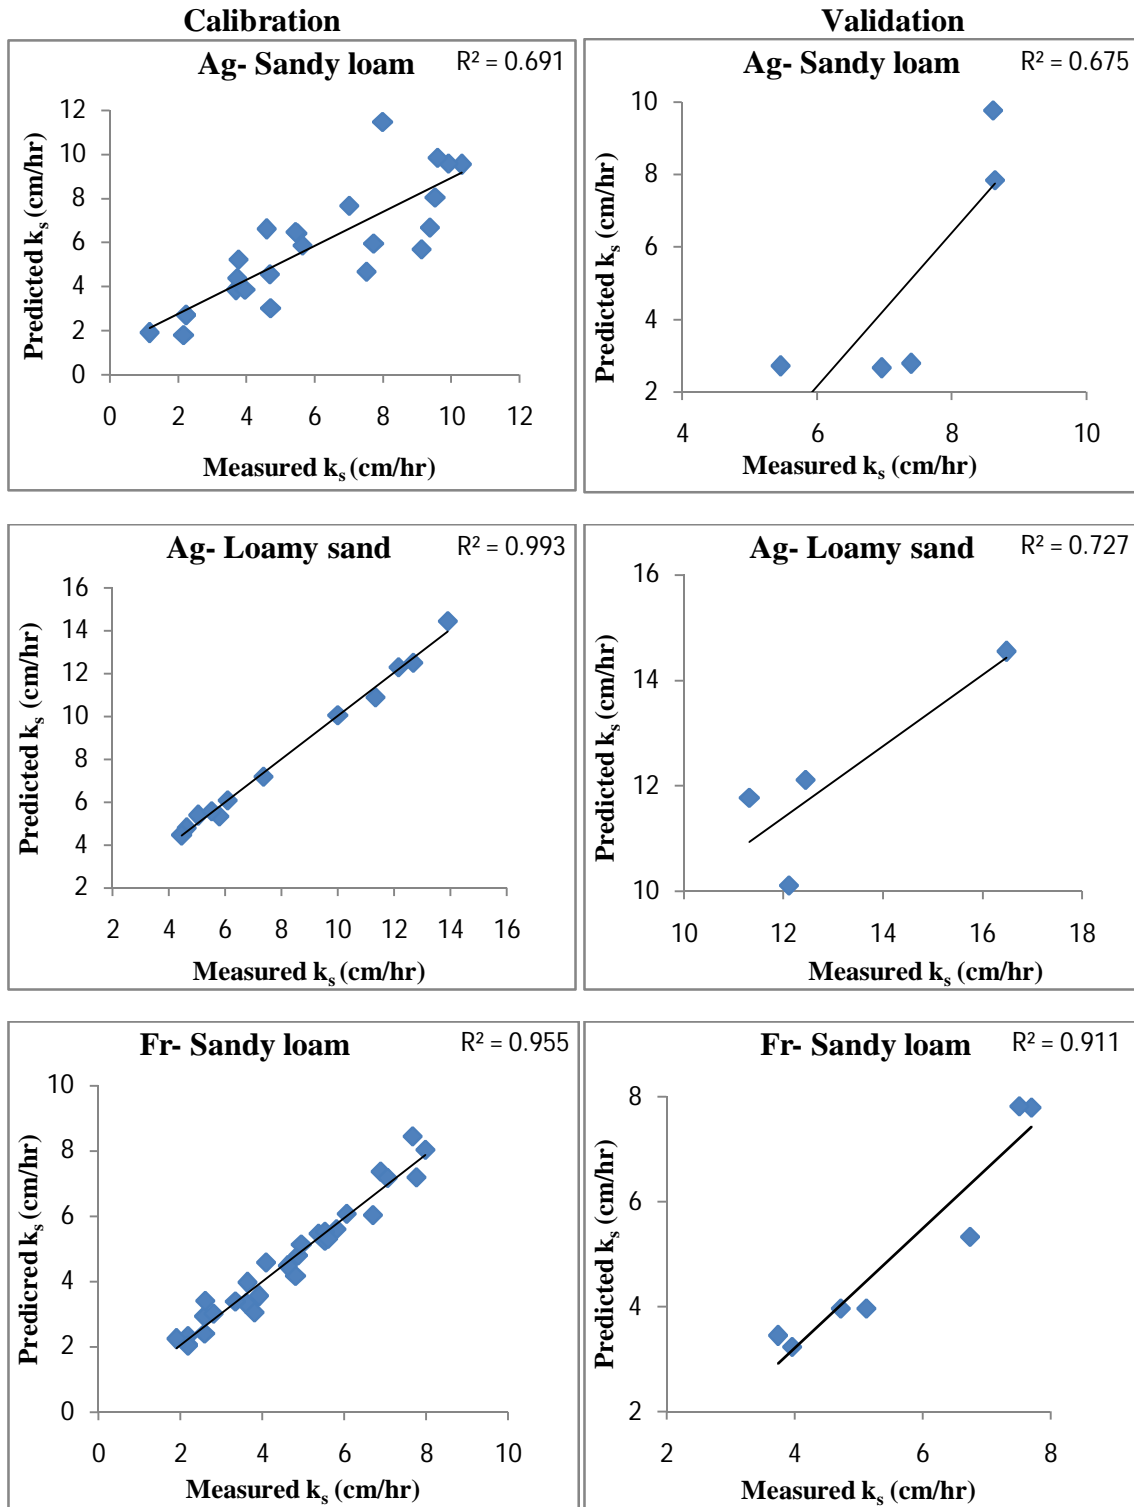 Calibration
Validation
Ag- Sandy loam
R² = 0.691
12
10
8
6
4
2
0
0 2 4 6 8 10 12
Predicted kₛ (cm/hr)
Measured kₛ (cm/hr)
Ag- Sandy loam
R² = 0.675
10
8
6
4
2
4 6 8 10
Predicted kₛ (cm/hr)
Measured kₛ (cm/hr)
Ag- Loamy sand
R² = 0.993
16
14
12
10
8
6
4
2
2 4 6 8 10 12 14 16
Predicted kₛ (cm/hr)
Measured kₛ (cm/hr)
Ag- Loamy sand
R² = 0.727
16
14
12
10
10 12 14 16 18
Predicted kₛ (cm/hr)
Measured kₛ (cm/hr)
Fr- Sandy loam
R² = 0.955
10
8
6
4
2
0
0 2 4 6 8 10
Predicred kₛ (cm/hr)
Measured kₛ (cm/hr)
Fr- Sandy loam
R² = 0.911
8
6
4
2
2 4 6 8
Predicted kₛ (cm/hr)
Measured kₛ (cm/hr)